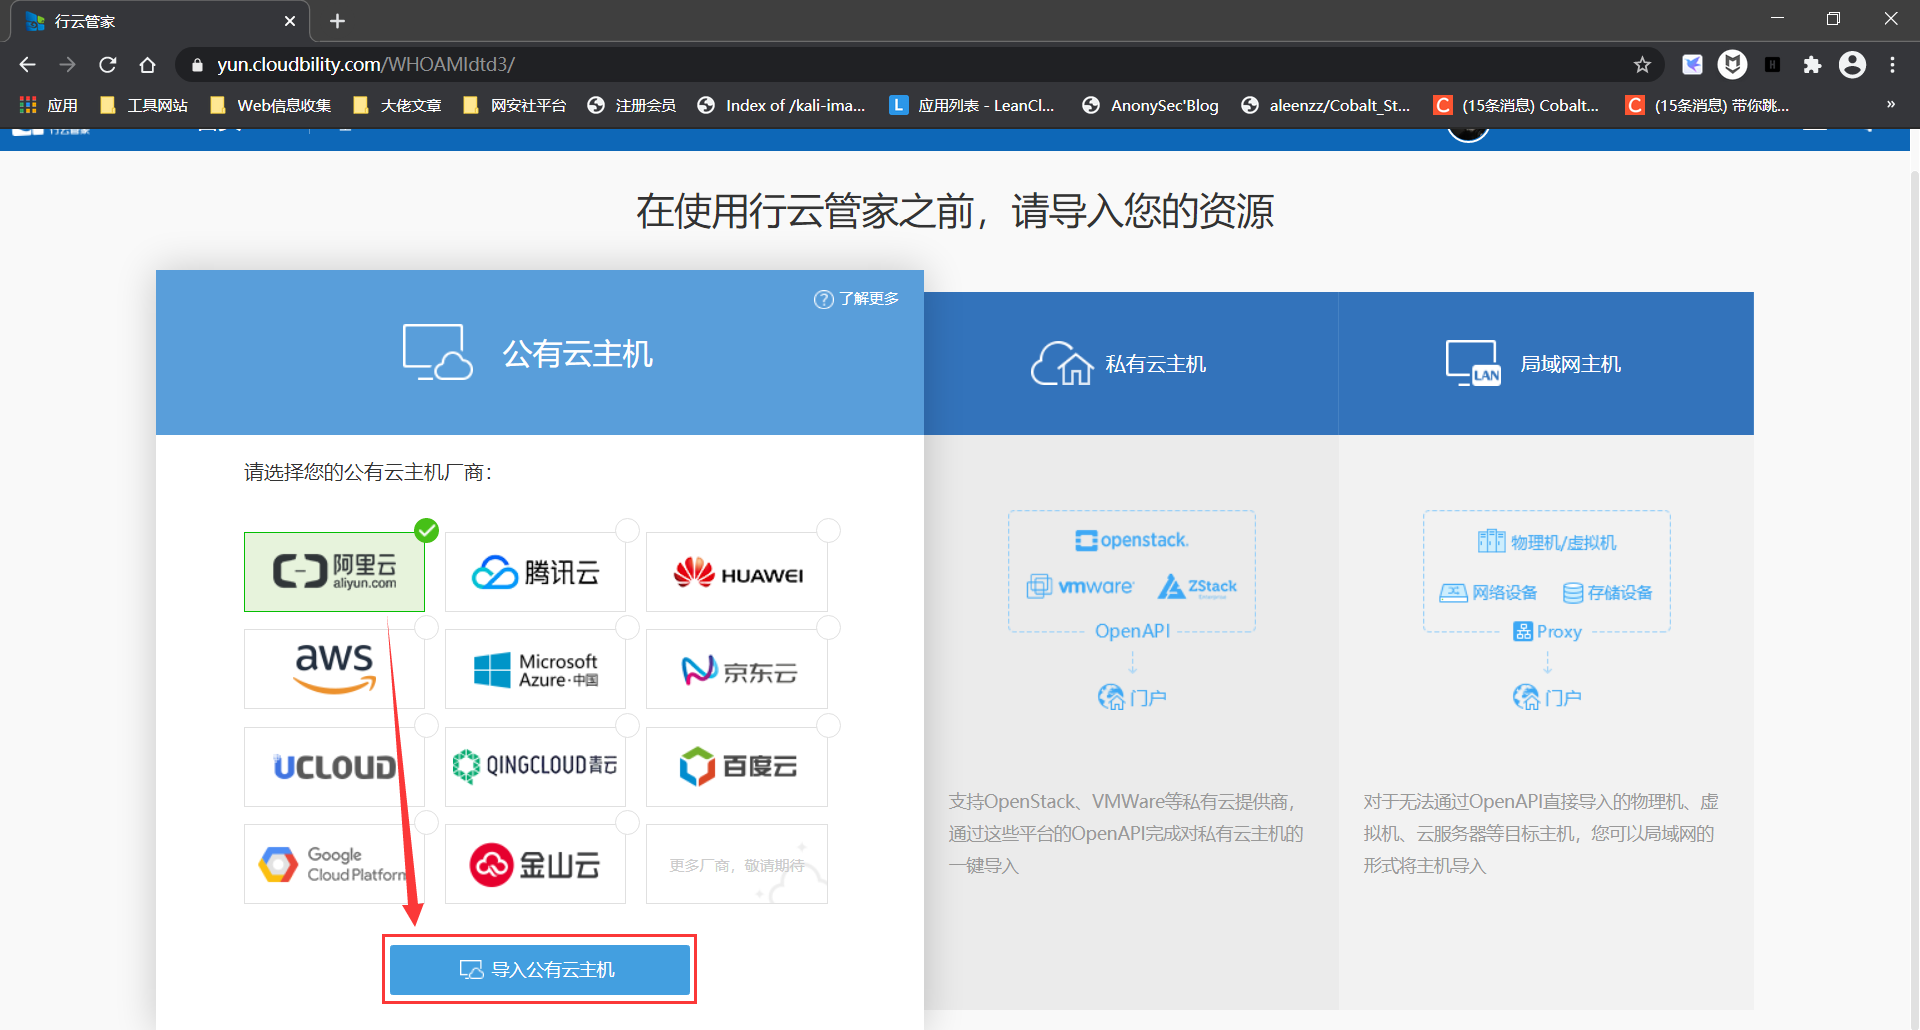 行云管家
yun.cloudbility.com/WHOAMIdtd3/
应用 工具网站 Web信息收集 大佬文章 网安社平台 注册会员 Index of /kali-ima... L 应用列表 - LeanCl... AnonySec'Blog aleenzz/Cobalt_St... C (15条消息) Cobalt... C (15条消息) 带你跳... »
在使用行云管家之前，请导入您的资源
? 了解更多
公有云主机
私有云主机
LAN 局域网主机
请选择您的公有云主机厂商：
阿里云
aliyun.com
腾讯云
HUAWEI
aws
Microsoft
Azure·中国
京东云
UCLOUD
QINGCLOUD青云
百度云
Google
Cloud Platform
金山云
更多厂商，敬请期待
导入公有云主机
openstack.
vmware ZStack
OpenAPI
门户
支持OpenStack、VMWare等私有云提供商，
通过这些平台的OpenAPI完成对私有云主机的
一键导入
物理机/虚拟机
网络设备 存储设备
Proxy
门户
对于无法通过OpenAPI直接导入的物理机、虚
拟机、云服务器等目标主机，您可以局域网的
形式将主机导入